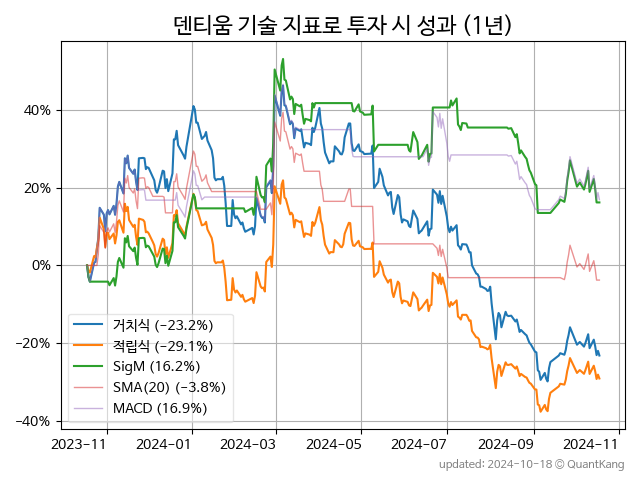 덴티움 기술 지표로 투자 시 성과 (1년)
40%
20%
0%
−20%
−40%
거치식 (−23.2%)
적립식 (−29.1%)
SigM (16.2%)
SMA(20) (−3.8%)
MACD (16.9%)
2023-11
2024-01
2024-03
2024-05
2024-07
2024-09
2024-11
updated: 2024-10-18 © QuantKang